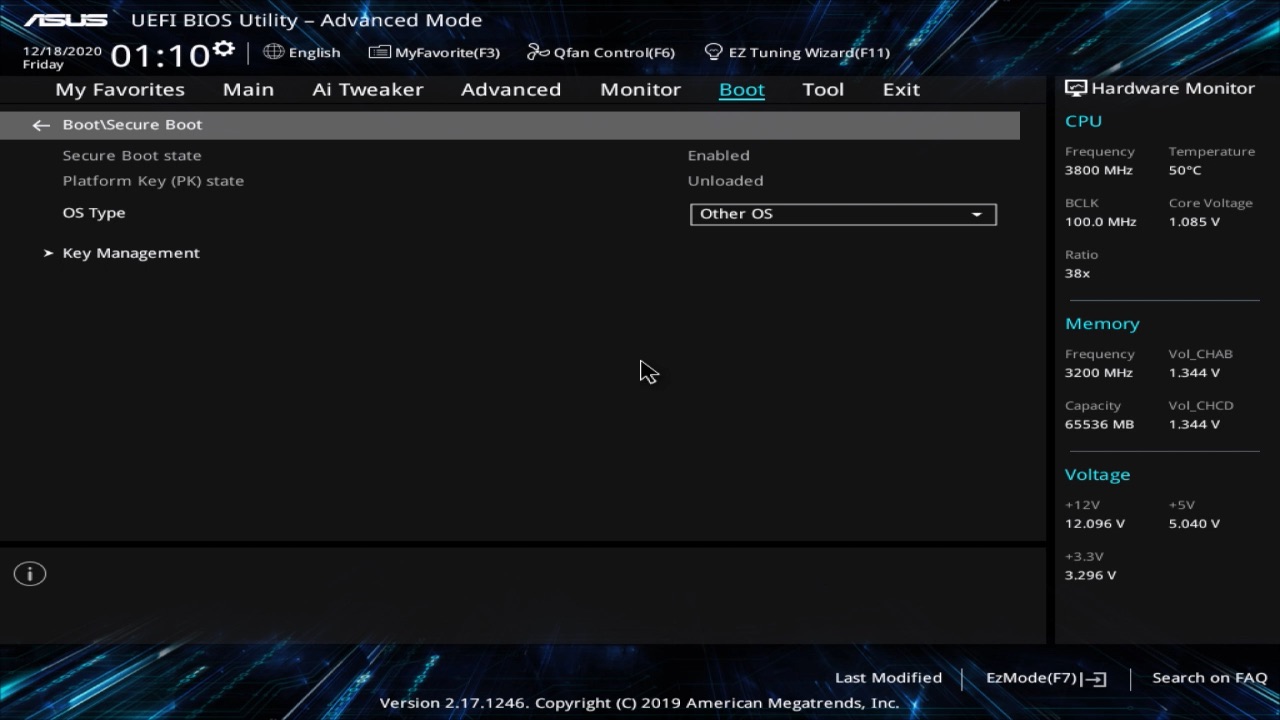 ASUS UEFI BIOS Utility – Advanced Mode
12/18/2020
Friday
01:10
English MyFavorite(F3) Qfan Control(F6) EZ Tuning Wizard(F11)
My Favorites Main Ai Tweaker Advanced Monitor Boot Tool Exit
Boot\Secure Boot
Secure Boot state Enabled
Platform Key (PK) state Unloaded
OS Type Other OS
Key Management
Hardware Monitor
CPU
Frequency Temperature
3800 MHz 50°C
BCLK Core Voltage
100.0 MHz 1.085 V
Ratio
38x
Memory
Frequency Vol_CHAB
3200 MHz 1.344 V
Capacity Vol_CHCD
65536 MB 1.344 V
Voltage
+12V +5V
12.096 V 5.040 V
+3.3V
3.296 V
Last Modified EzMode(F7) Search on FAQ
Version 2.17.1246. Copyright (C) 2019 American Megatrends, Inc.